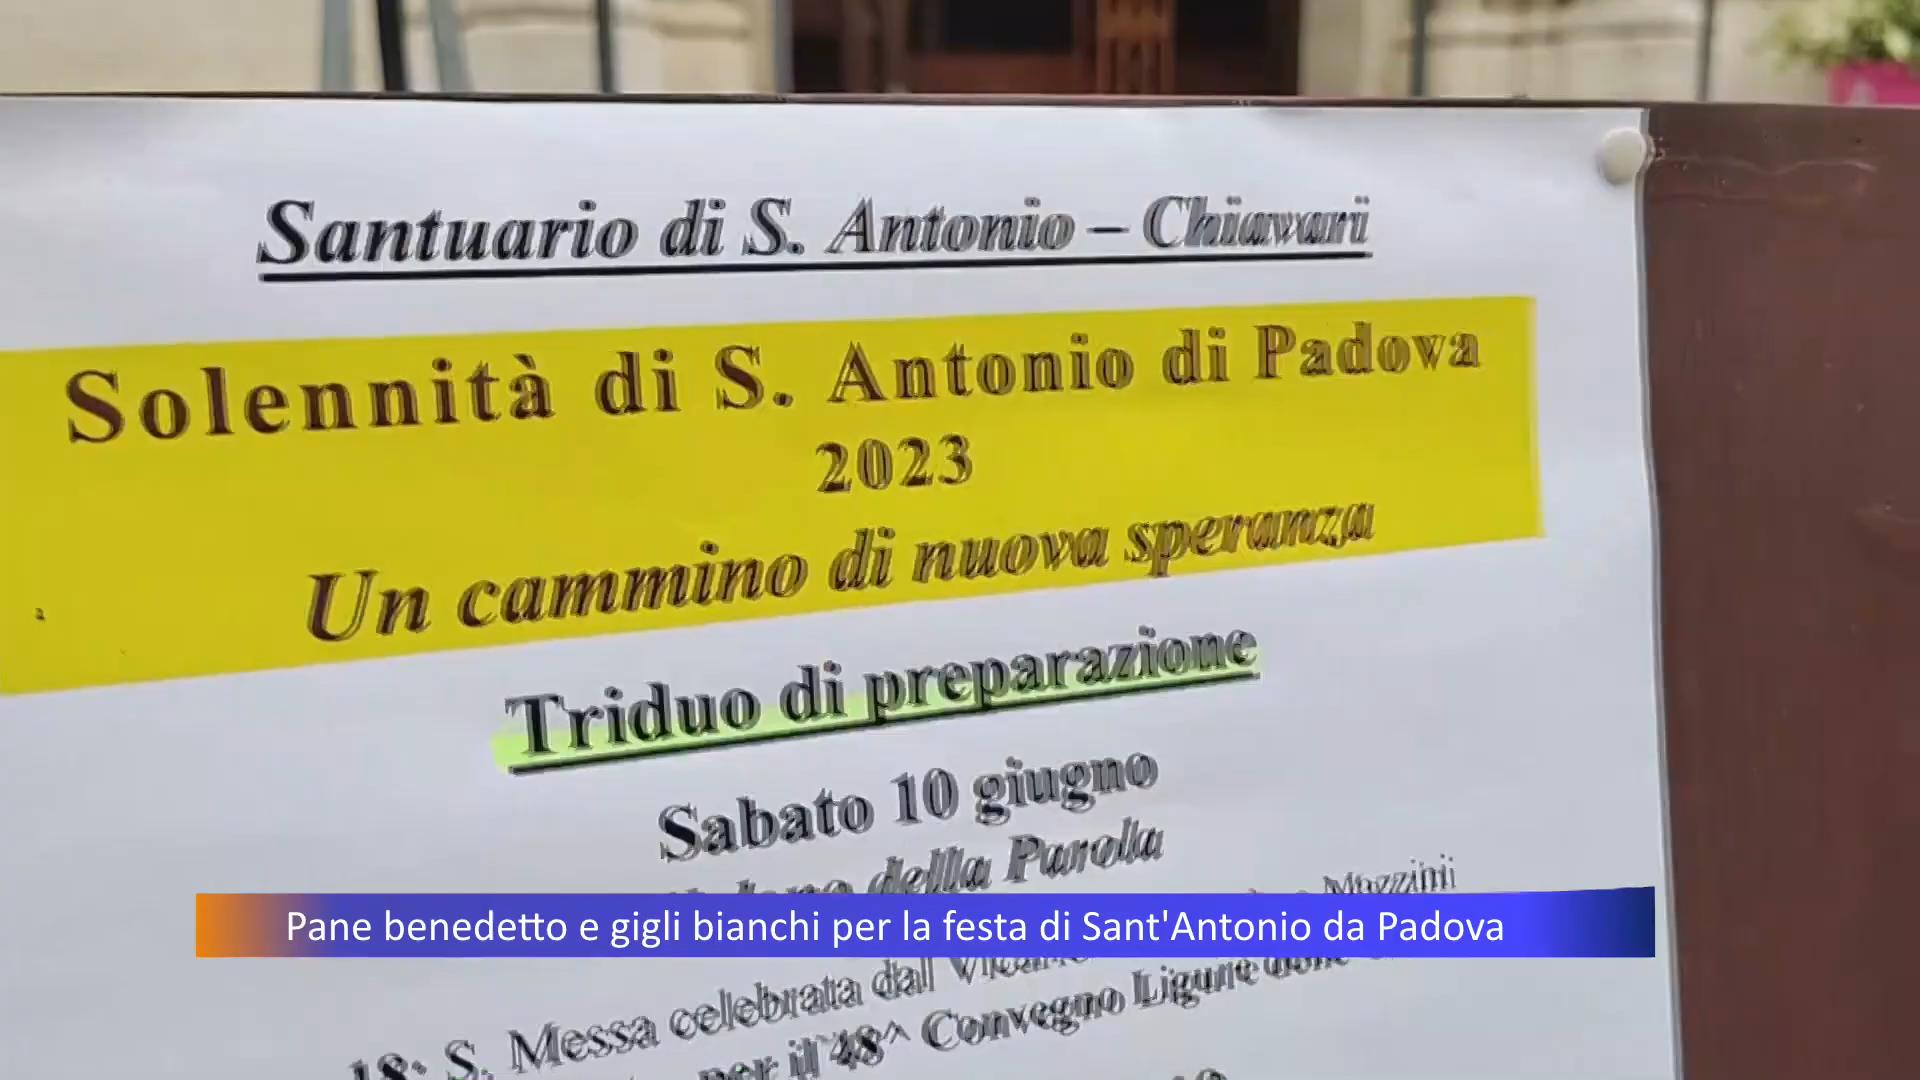 Santuario di S. Antonio – Chiavari
Solennità di S. Antonio di Padova
2023
Un cammino di nuova speranza
Triduo di preparazione
Sabato 10 giugno
della Parola
Mazzini
Pane benedetto e gigli bianchi per la festa di Sant'Antonio da Padova
18: S. Messa celebrata dall
per il 48^ Convegno Ligure